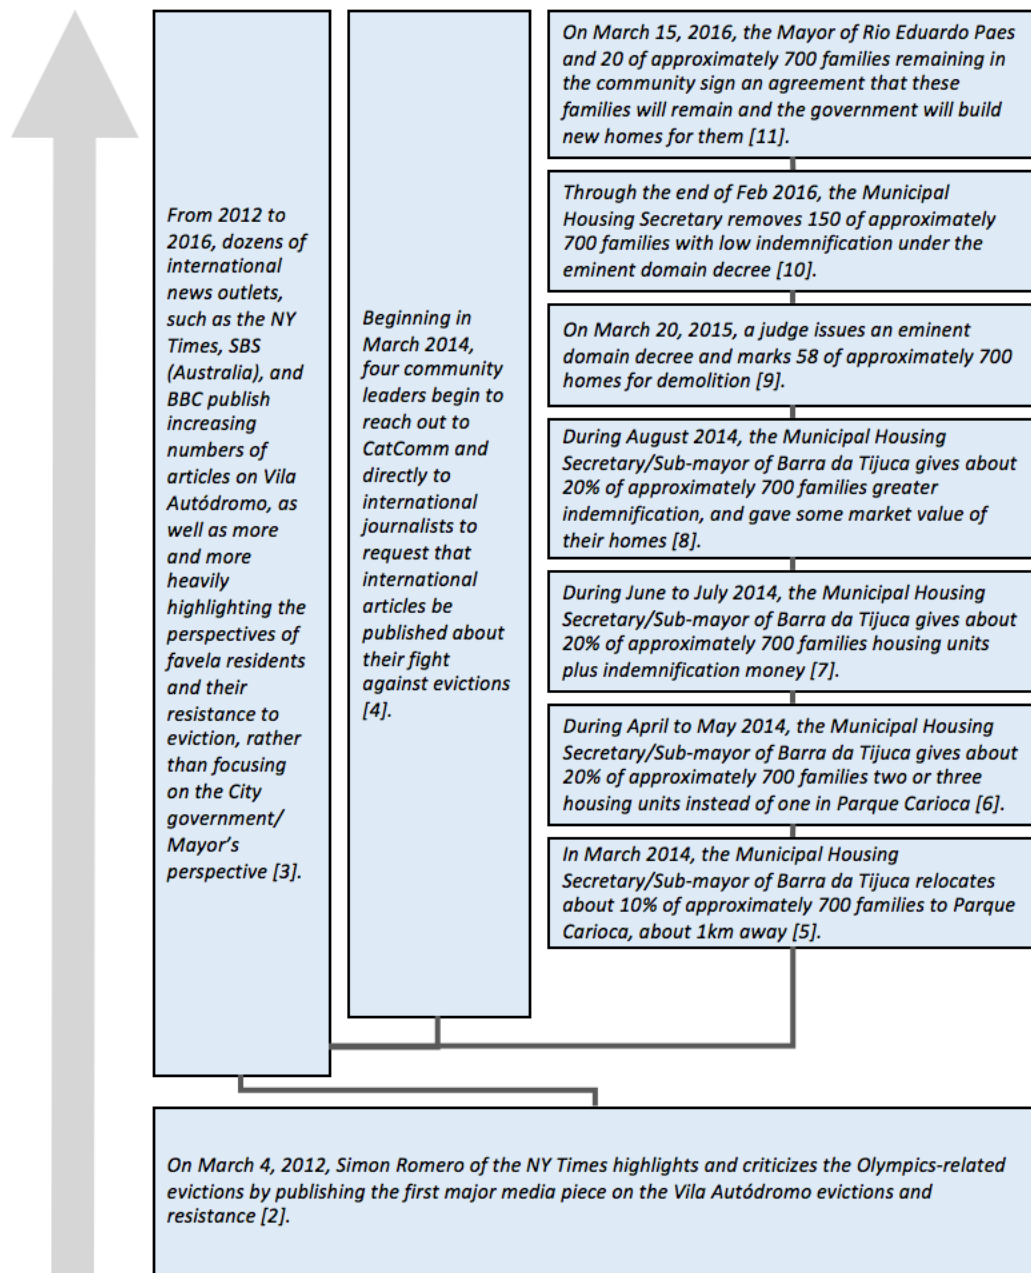 On March 15, 2016, the Mayor of Rio Eduardo Paes
and 20 of approximately 700 families remaining in
the community sign an agreement that these
families will remain and the government will build
new homes for them [11].
Through the end of Feb 2016, the Municipal
Housing Secretary removes 150 of approximately
700 families with low indemnification under the
eminent domain decree [10].
On March 20, 2015, a judge issues an eminent
domain decree and marks 58 of approximately 700
homes for demolition [9].
During August 2014, the Municipal Housing
Secretary/Sub-mayor of Barra da Tijuca gives about
20% of approximately 700 families greater
indemnification, and gave some market value of
their homes [8].
During June to July 2014, the Municipal Housing
Secretary/Sub-mayor of Barra da Tijuca gives about
20% of approximately 700 families housing units
plus indemnification money [7].
During April to May 2014, the Municipal Housing
Secretary/Sub-mayor of Barra da Tijuca gives about
20% of approximately 700 families two or three
housing units instead of one in Parque Carioca [6].
In March 2014, the Municipal Housing
Secretary/Sub-mayor of Barra da Tijuca relocates
about 10% of approximately 700 families to Parque
Carioca, about 1km away [5].
From 2012 to
2016, dozens of
international
news outlets,
such as the NY
Times, SBS
(Australia), and
BBC publish
increasing
numbers of
articles on Vila
Autódromo, as
well as more
and more
heavily
highlighting the
perspectives of
favela residents
and their
resistance to
eviction, rather
than focusing
on the City
government/
Mayor's
perspective [3].
Beginning in
March 2014,
four community
leaders begin to
reach out to
CatComm and
directly to
international
journalists to
request that
international
articles be
published about
their fight
against evictions
[4].
On March 4, 2012, Simon Romero of the NY Times highlights and criticizes the Olympics-related
evictions by publishing the first major media piece on the Vila Autódromo evictions and
resistance [2].